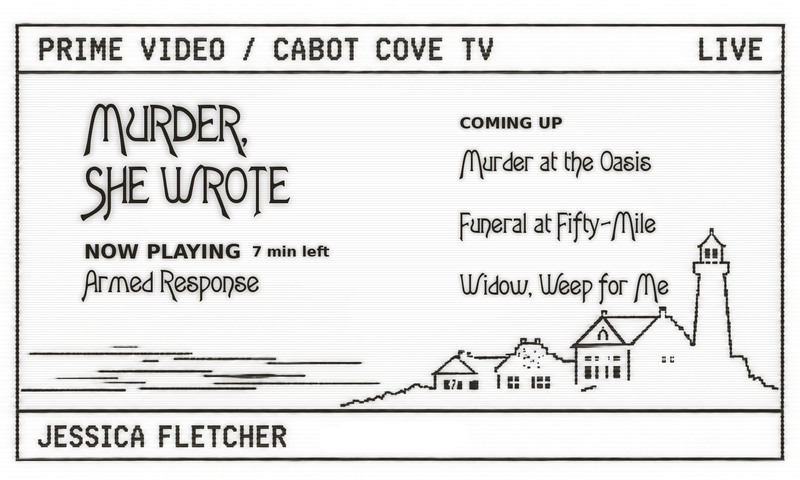 PRIME VIDEO / CABOT COVE TV
LIVE
MURDER,
SHE WROTE
NOW PLAYING 7 min left
Armed Response
COMING UP
Murder at the Oasis
Funeral at Fifty-Mile
Widow, Weep for Me
JESSICA FLETCHER